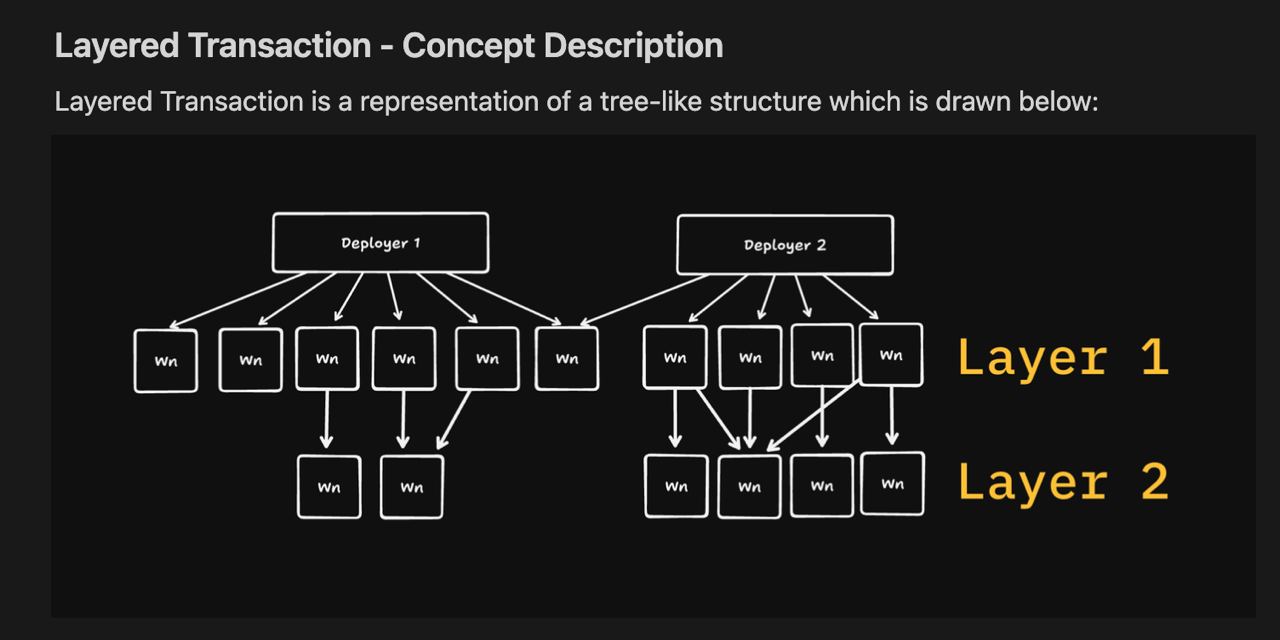 Layered Transaction - Concept Description
Layered Transaction is a representation of a tree-like structure which is drawn below:
Deployer 1
Deployer 2
Wn Wn Wn Wn Wn Wn Wn Wn Wn Wn Layer 1
Wn Wn Wn Wn Wn Wn Layer 2